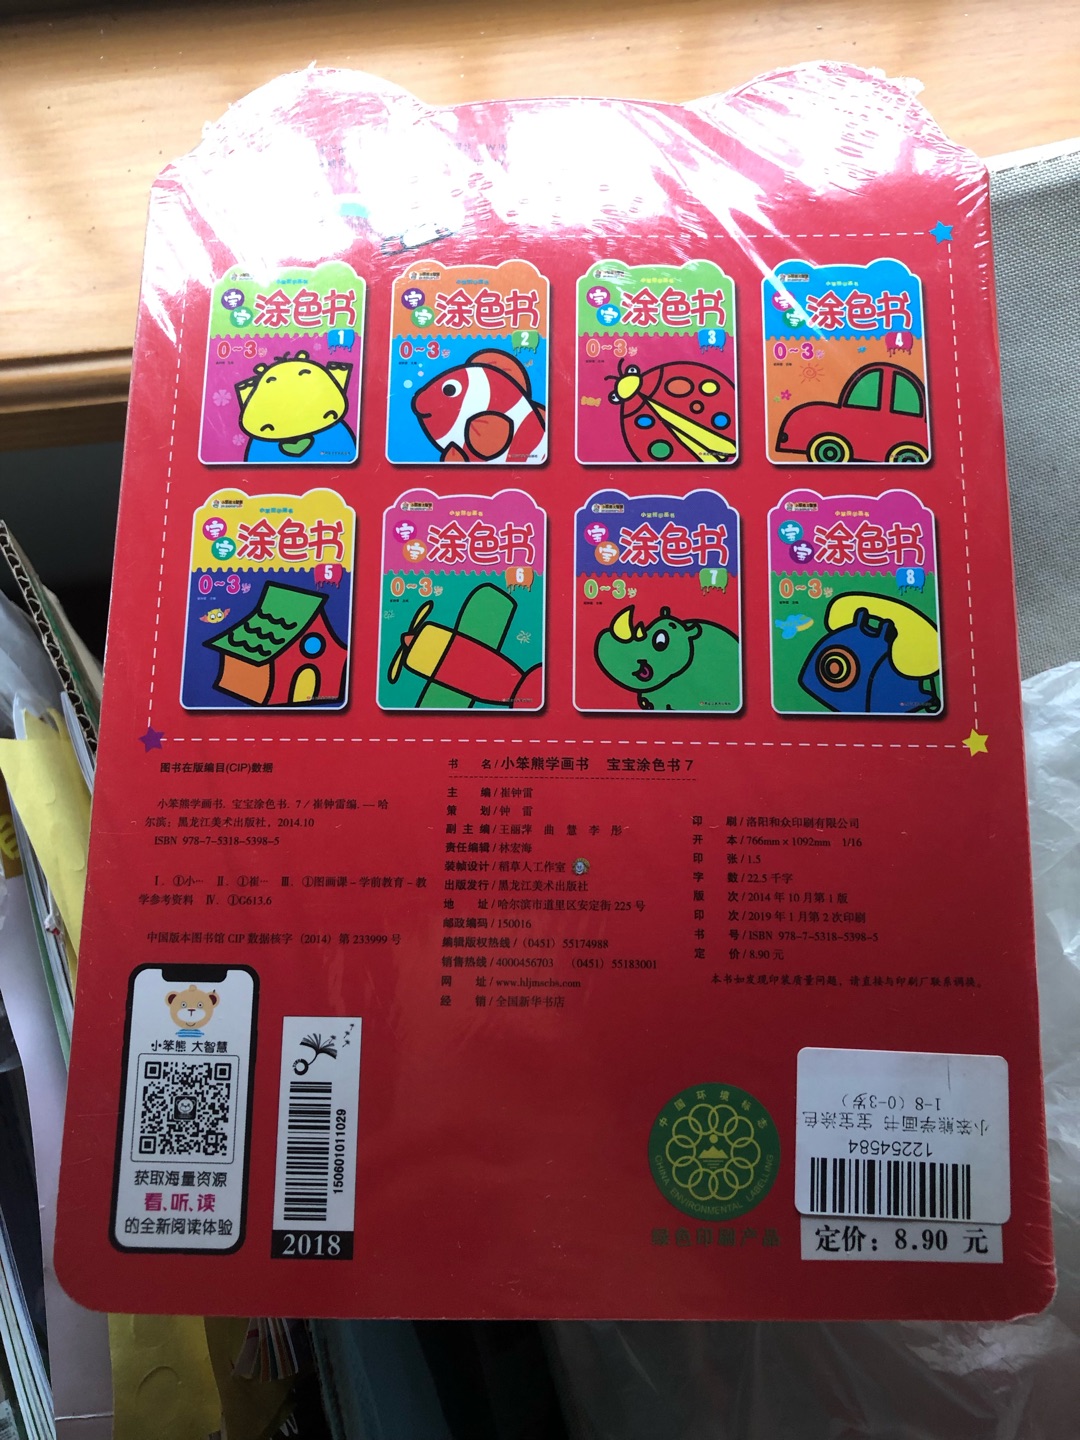 宝宝
涂色书
0~3岁
1
宝宝
涂色书
0~3岁
2
宝宝
涂色书
0~3岁
3
宝宝
涂色书
0~3岁
4
宝宝
涂色书
0~3岁
5
宝宝
涂色书
0~3岁
6
宝宝
涂色书
0~3岁
7
宝宝
涂色书
0~3岁
8
图书在版编目(CIP)数据
小笨熊学画书. 宝宝涂色书. 7 / 崔钟雷编. — 哈
尔滨: 黑龙江美术出版社, 2014.10
ISBN 978-7-5318-5398-5
Ⅰ. ①小… Ⅱ. ①崔… Ⅲ. ①图画课－学前教育－教
学参考资料 Ⅳ. ①G613.6
中国版本图书馆 CIP 数据核字 (2014) 第 233999 号
书 名 / 小笨熊学画书 宝宝涂色书 7
主 编 / 崔钟雷
策 划 / 钟 雷
副 主 编 / 王丽萍 曲 慧 李 彤
责任编辑 / 林宏海
装帧设计 / 稻草人工作室
出版发行 / 黑龙江美术出版社
地 址 / 哈尔滨市道里区安定街 225 号
邮政编码 / 150016
编辑版权热线 / (0451) 55174988
销售热线 / 4000456703 (0451) 55183001
网 址 / www.hljmscbs.com
经 销 / 全国新华书店
印 刷 / 洛阳和众印刷有限公司
开 本 / 766mm × 1092mm 1/16
印 张 / 1.5
字 数 / 22.5 千字
版 次 / 2014 年 10 月第 1 版
印 次 / 2019 年 1 月第 2 次印刷
书 号 / ISBN 978-7-5318-5398-5
定 价 / 8.90 元
本书如发现印装质量问题, 请直接与印刷厂联系调换。
小笨熊 大智慧
获取海量资源
看、听、读
的全新阅读体验
150601011029
2018
中国环境标志
CHINA ENVIRONMENTAL LABELLING
绿色印刷产品
小笨熊学画书 宝宝涂色
1-8 (0-3岁)
12254584
定价: 8.90 元